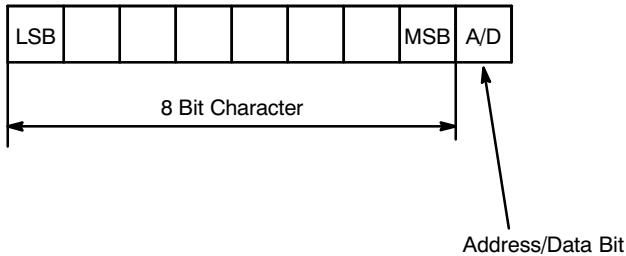 LSB MSB A/D
8 Bit Character
Address/Data Bit